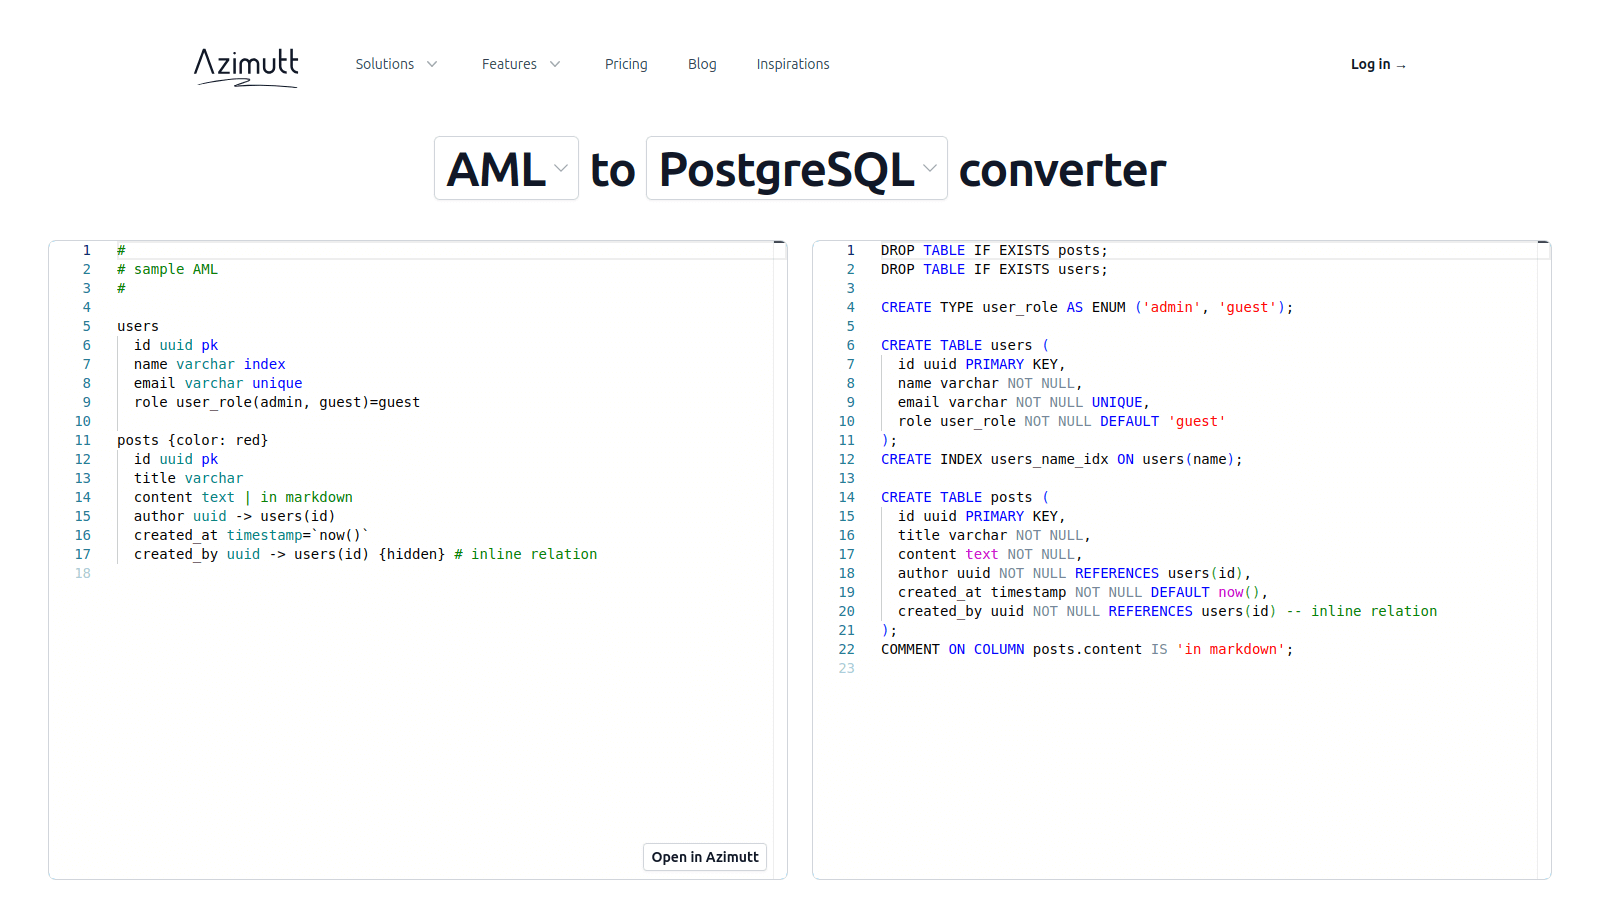 Azimutt Solutions Features Pricing Blog Inspirations Log in →
AML to PostgreSQL converter
1 #
2 # sample AML
3 #
4
5 users
6 id uuid pk
7 name varchar index
8 email varchar unique
9 role user_role(admin, guest)=guest
10
11 posts {color: red}
12 id uuid pk
13 title varchar
14 content text | in markdown
15 author uuid -> users(id)
16 created_at timestamp=`now()`
17 created_by uuid -> users(id) {hidden} # inline relation
18
Open in Azimutt
1 DROP TABLE IF EXISTS posts;
2 DROP TABLE IF EXISTS users;
3
4 CREATE TYPE user_role AS ENUM ('admin', 'guest');
5
6 CREATE TABLE users (
7 id uuid PRIMARY KEY,
8 name varchar NOT NULL,
9 email varchar NOT NULL UNIQUE,
10 role user_role NOT NULL DEFAULT 'guest'
11 );
12 CREATE INDEX users_name_idx ON users(name);
13
14 CREATE TABLE posts (
15 id uuid PRIMARY KEY,
16 title varchar NOT NULL,
17 content text NOT NULL,
18 author uuid NOT NULL REFERENCES users(id),
19 created_at timestamp NOT NULL DEFAULT now(),
20 created_by uuid NOT NULL REFERENCES users(id) -- inline relation
21 );
22 COMMENT ON COLUMN posts.content IS 'in markdown';
23